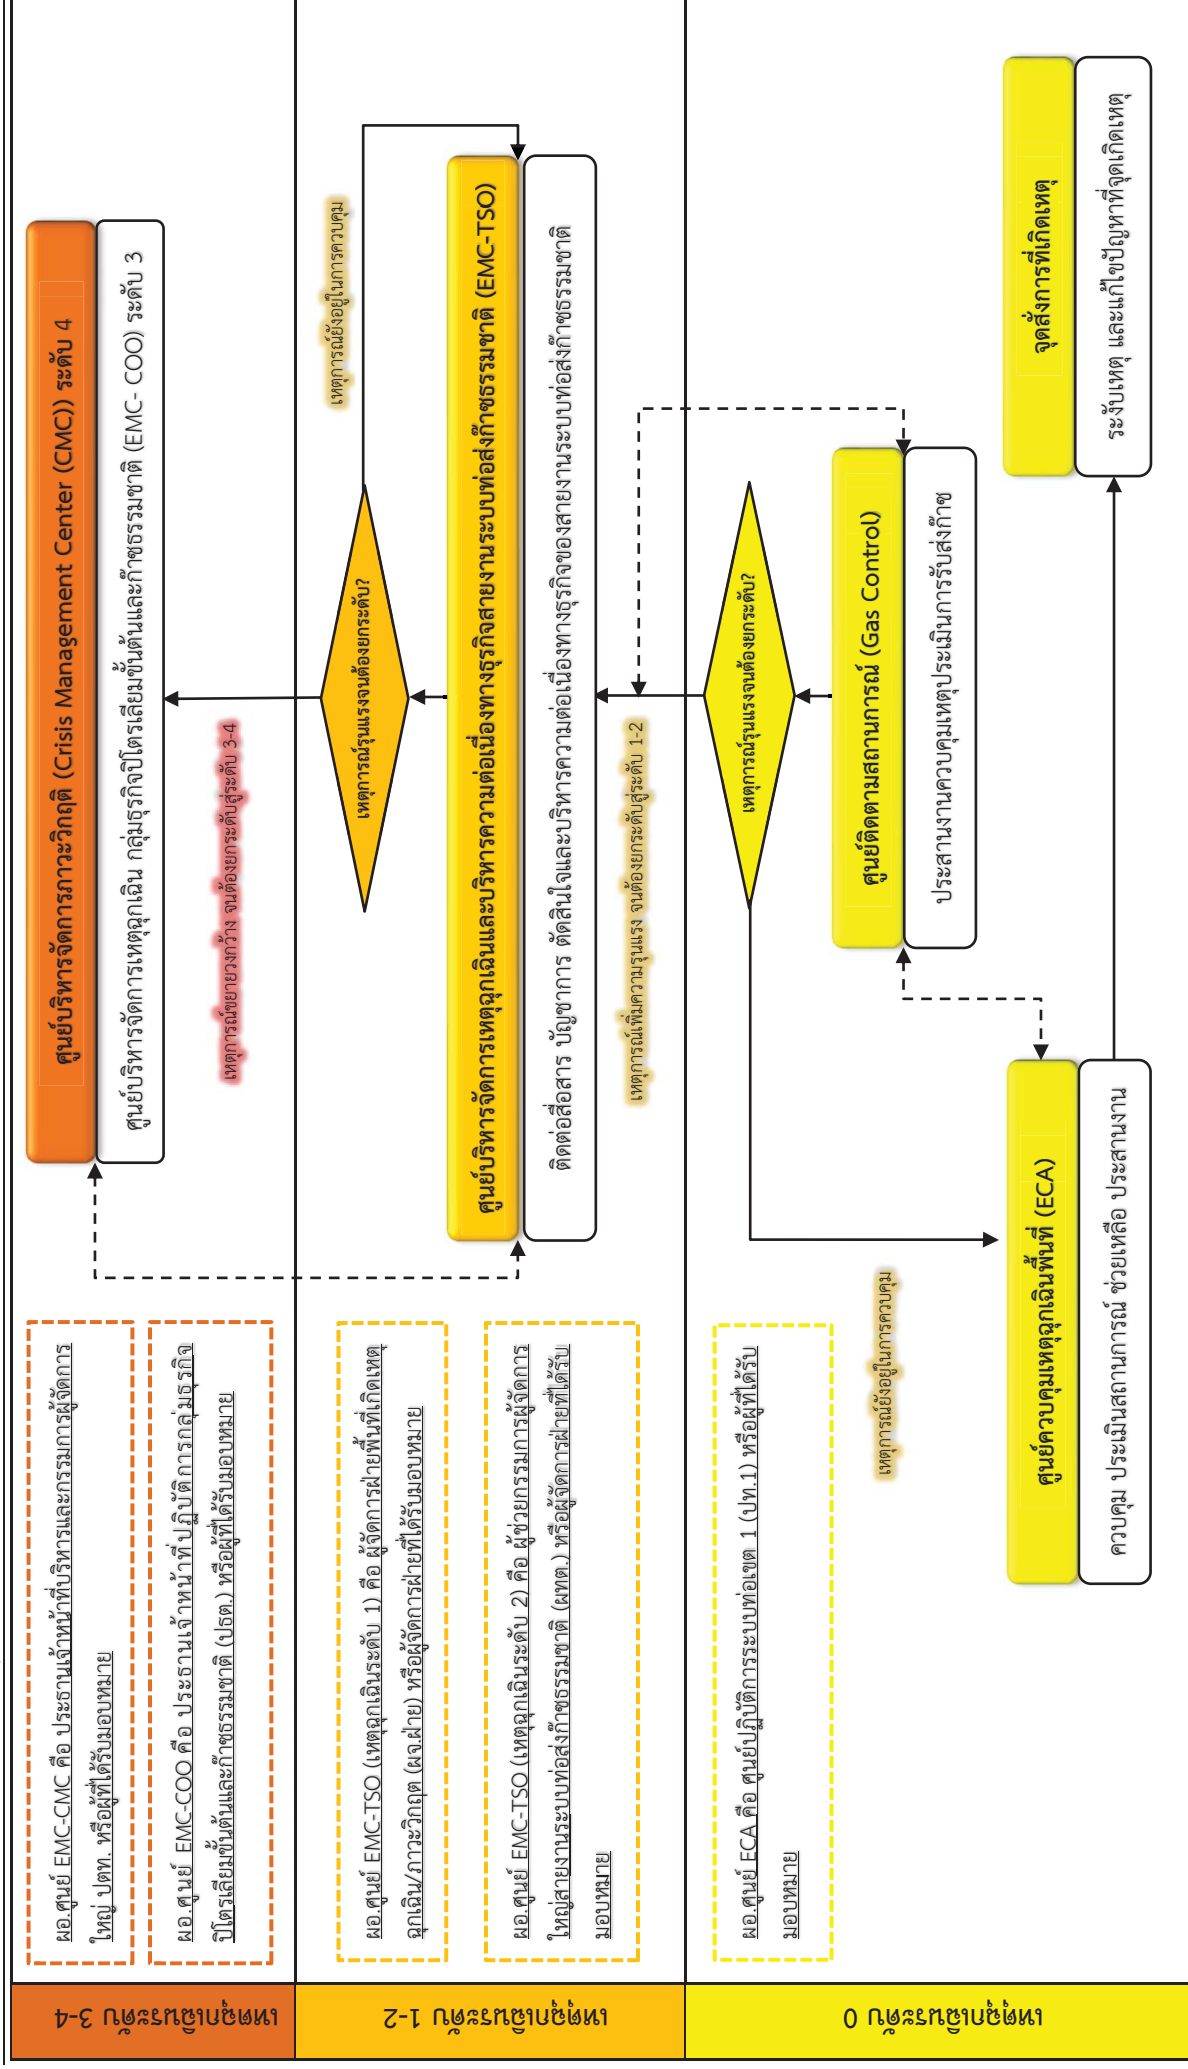 เหตุฉุกเฉินระดับ 3-4
ผอ.ศูนย์ EMC-CMC คือ ประธานเจ้าหน้าที่บริหารและกรรมการผู้จัดการ
ใหญ่ ปตท. หรือผู้ที่ได้รับมอบหมาย
ผอ.ศูนย์ EMC-COO คือ ประธานเจ้าหน้าที่ปฏิบัติการกลุ่มธุรกิจ
ปิโตรเลียมขั้นต้นและก๊าซธรรมชาติ (ปธต.) หรือผู้ที่ได้รับมอบหมาย
ศูนย์บริหารจัดการภาวะวิกฤติ (Crisis Management Center (CMC)) ระดับ 4
ศูนย์บริหารจัดการเหตุฉุกเฉิน กลุ่มธุรกิจปิโตรเลียมขั้นต้นและก๊าซธรรมชาติ (EMC- COO) ระดับ 3
เหตุการณ์ขยายวงกว้าง จนต้องยกระดับสู่ระดับ 3-4
เหตุฉุกเฉินระดับ 1-2
ผอ.ศูนย์ EMC-TSO (เหตุฉุกเฉินระดับ 1) คือ ผู้จัดการฝ่ายพื้นที่เกิดเหตุ
ฉุกเฉิน/ภาวะวิกฤต (ผจ.ฝ่าย) หรือผู้จัดการฝ่ายที่ได้รับมอบหมาย
ผอ.ศูนย์ EMC-TSO (เหตุฉุกเฉินระดับ 2) คือ ผู้ช่วยกรรมการผู้จัดการ
ใหญ่สายงานระบบท่อส่งก๊าซธรรมชาติ (ผทต.) หรือผู้จัดการฝ่ายที่ได้รับ
มอบหมาย
เหตุการณ์ยังอยู่ในการควบคุม
เหตุการณ์รุนแรงจนต้องยกระดับ?
ศูนย์บริหารจัดการเหตุฉุกเฉินและบริหารความต่อเนื่องทางธุรกิจสายงานระบบท่อส่งก๊าซธรรมชาติ (EMC-TSO)
ติดต่อสื่อสาร บัญชาการ ตัดสินใจและบริหารความต่อเนื่องทางธุรกิจของสายงานระบบท่อส่งก๊าซธรรมชาติ
เหตุการณ์เพิ่มความรุนแรง จนต้องยกระดับสู่ระดับ 1-2
เหตุฉุกเฉินระดับ 0
ผอ.ศูนย์ ECA คือ ศูนย์ปฏิบัติการระบบท่อเขต 1 (ปท.1) หรือผู้ที่ได้รับ
มอบหมาย
เหตุการณ์รุนแรงจนต้องยกระดับ?
ศูนย์ติดตามสถานการณ์ (Gas Control)
ประสานงานควบคุมเหตุประเมินการรับส่งก๊าซ
เหตุการณ์ยังอยู่ในการควบคุม
ศูนย์ควบคุมเหตุฉุกเฉินพื้นที่ (ECA)
ควบคุม ประเมินสถานการณ์ ช่วยเหลือ ประสานงาน
จุดสั่งการที่เกิดเหตุ
ระงับเหตุ และแก้ไขปัญหาที่จุดเกิดเหตุ